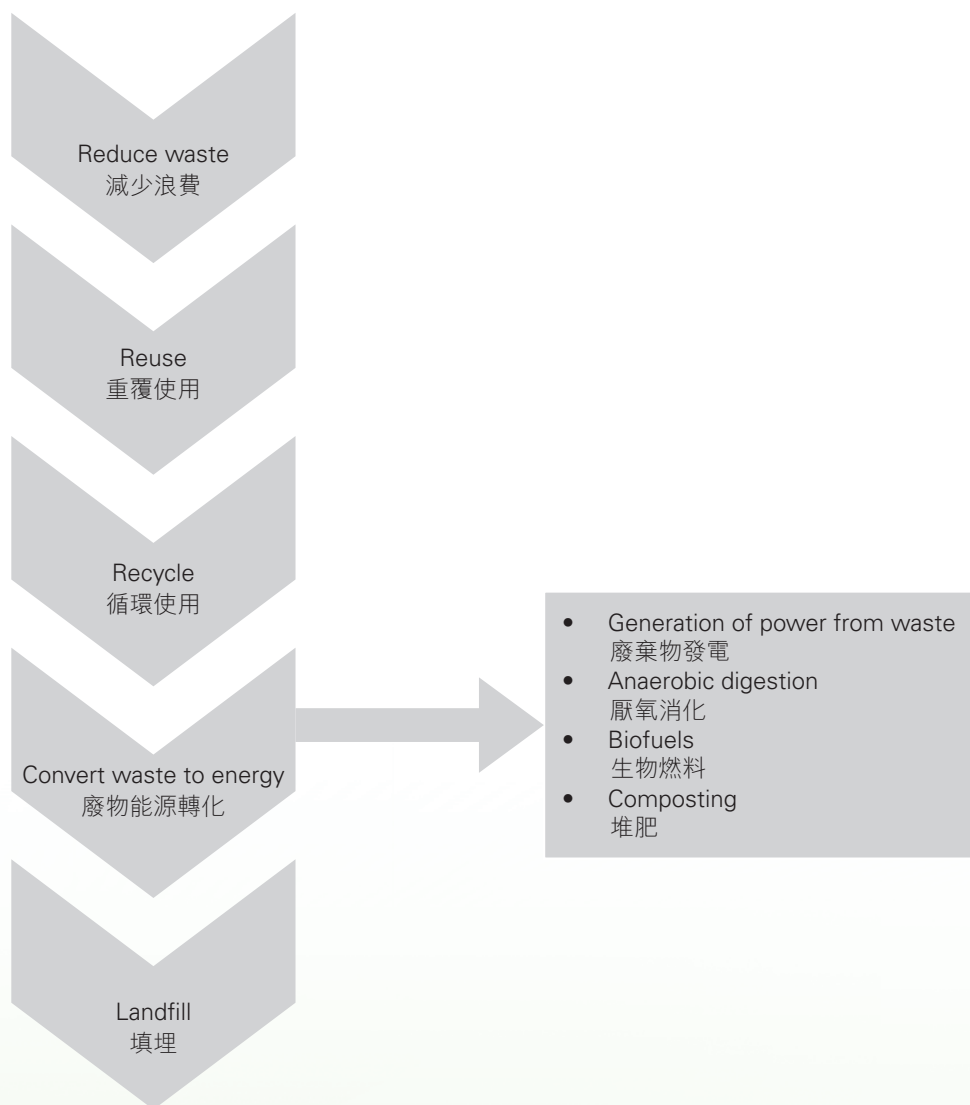 Reduce waste
減少浪費
Reuse
重覆使用
Recycle
循環使用
Convert waste to energy
廢物能源轉化
• Generation of power from waste
廢棄物發電
• Anaerobic digestion
厭氧消化
• Biofuels
生物燃料
• Composting
堆肥
Landfill
填埋